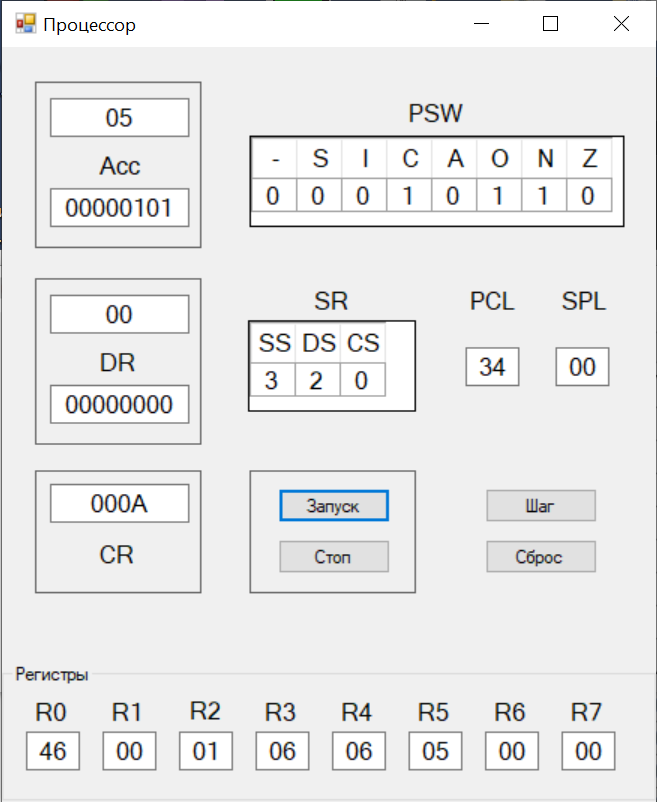 Процессор
05
Acc
00000101
PSW
- S I C A O N Z
0 0 0 1 0 1 1 0
00
DR
00000000
SR
SS DS CS
3 2 0
PCL SPL
34 00
000A
CR
Запуск
Стоп
Шаг
Сброс
Регистры
R0 R1 R2 R3 R4 R5 R6 R7
46 00 01 06 06 05 00 00